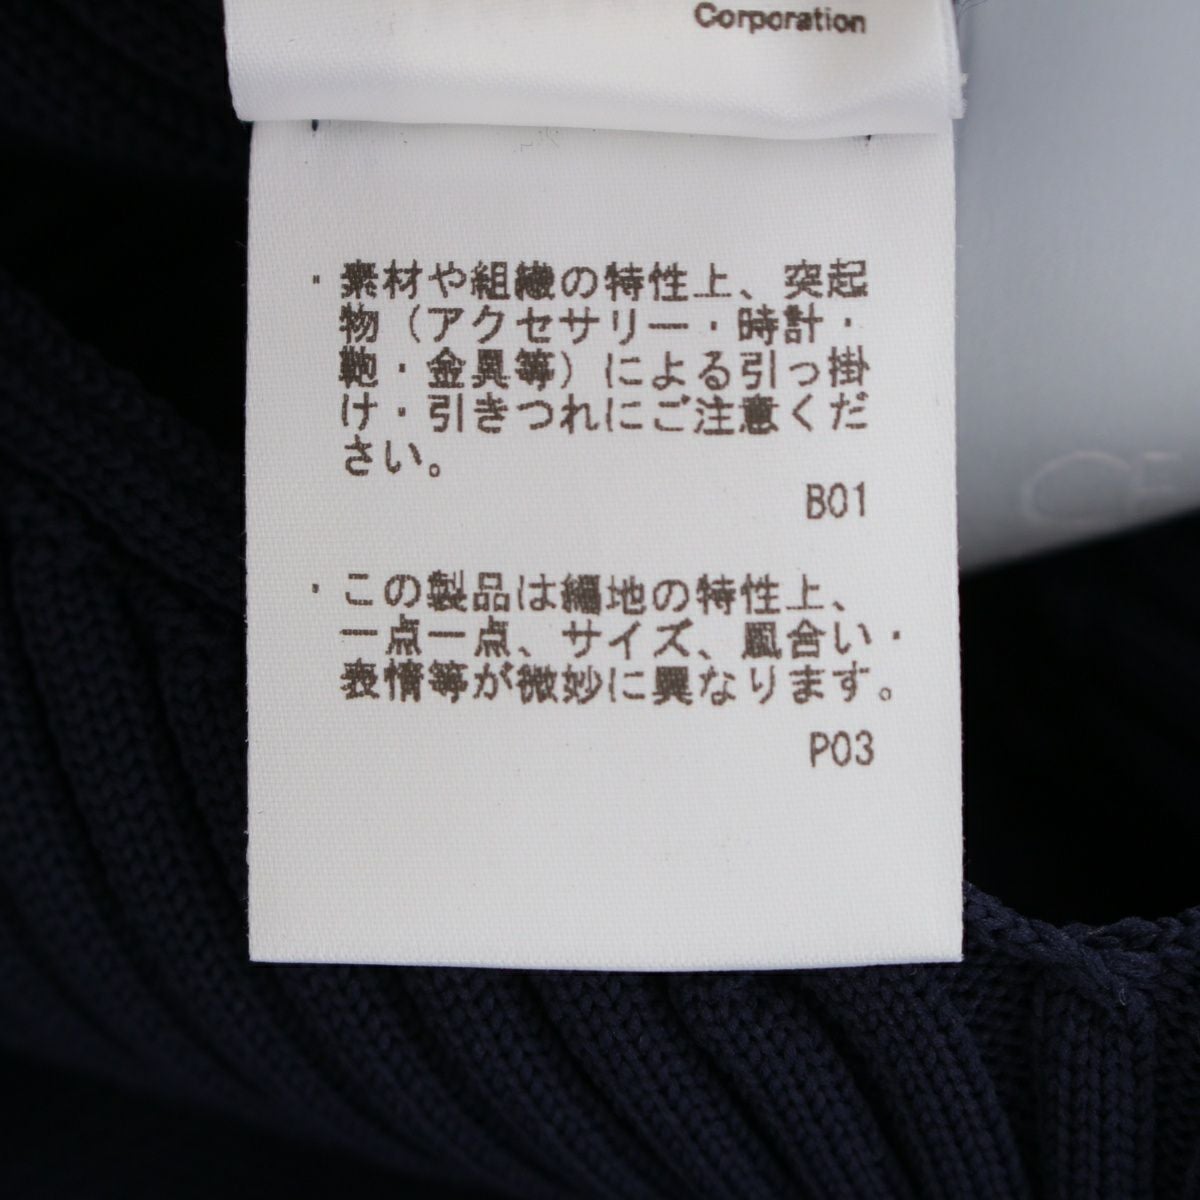 Corporation
・素材や組織の特性上、突起
物（アクセサリー・時計・
鞄・金具等）による引っ掛
け・引きつれにご注意くだ
さい。
B01
・この製品は編地の特性上、
一点一点、サイズ、風合い・
表情等が微妙に異なります。
P03